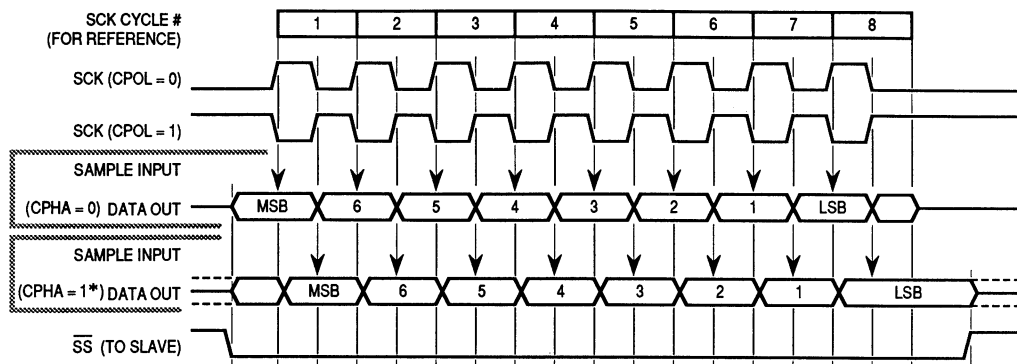 SCK CYCLE #
(FOR REFERENCE)
1 2 3 4 5 6 7 8
SCK (CPOL = 0)
SCK (CPOL = 1)
SAMPLE INPUT
(CPHA = 0) DATA OUT
MSB 6 5 4 3 2 1 LSB
SAMPLE INPUT
(CPHA = 1*) DATA OUT
MSB 6 5 4 3 2 1 LSB
SS (TO SLAVE)